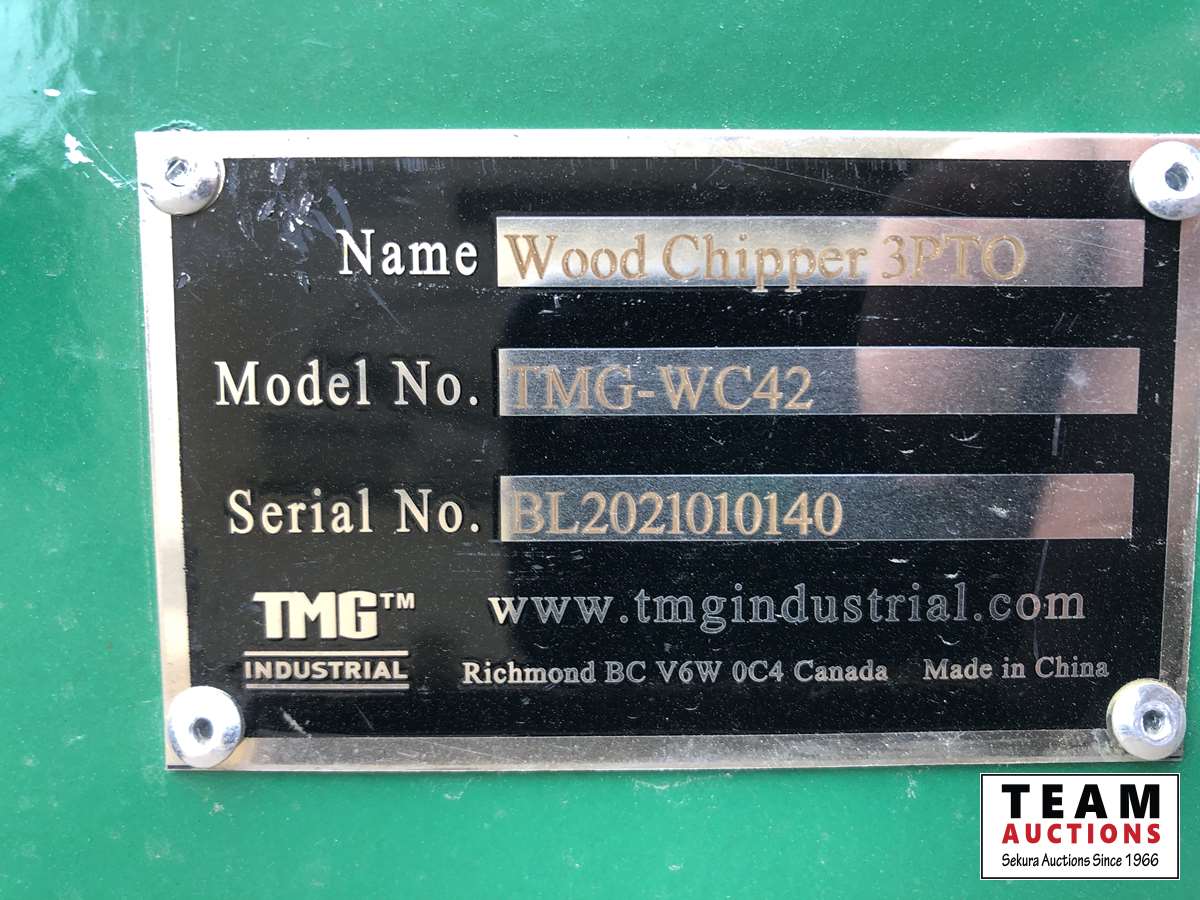 Name Wood Chipper 3PTO
Model No. TMG-WC42
Serial No. BL2021010140
TMG™ www.tmgindustrial.com
INDUSTRIAL Richmond BC V6W 0C4 Canada Made in China
TEAM
AUCTIONS
Sekura Auctions Since 1966